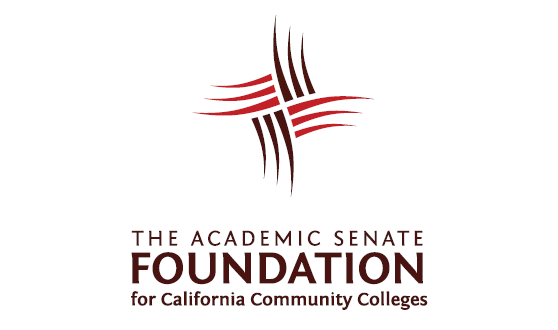 THE ACADEMIC SENATE
FOUNDATION
for California Community Colleges